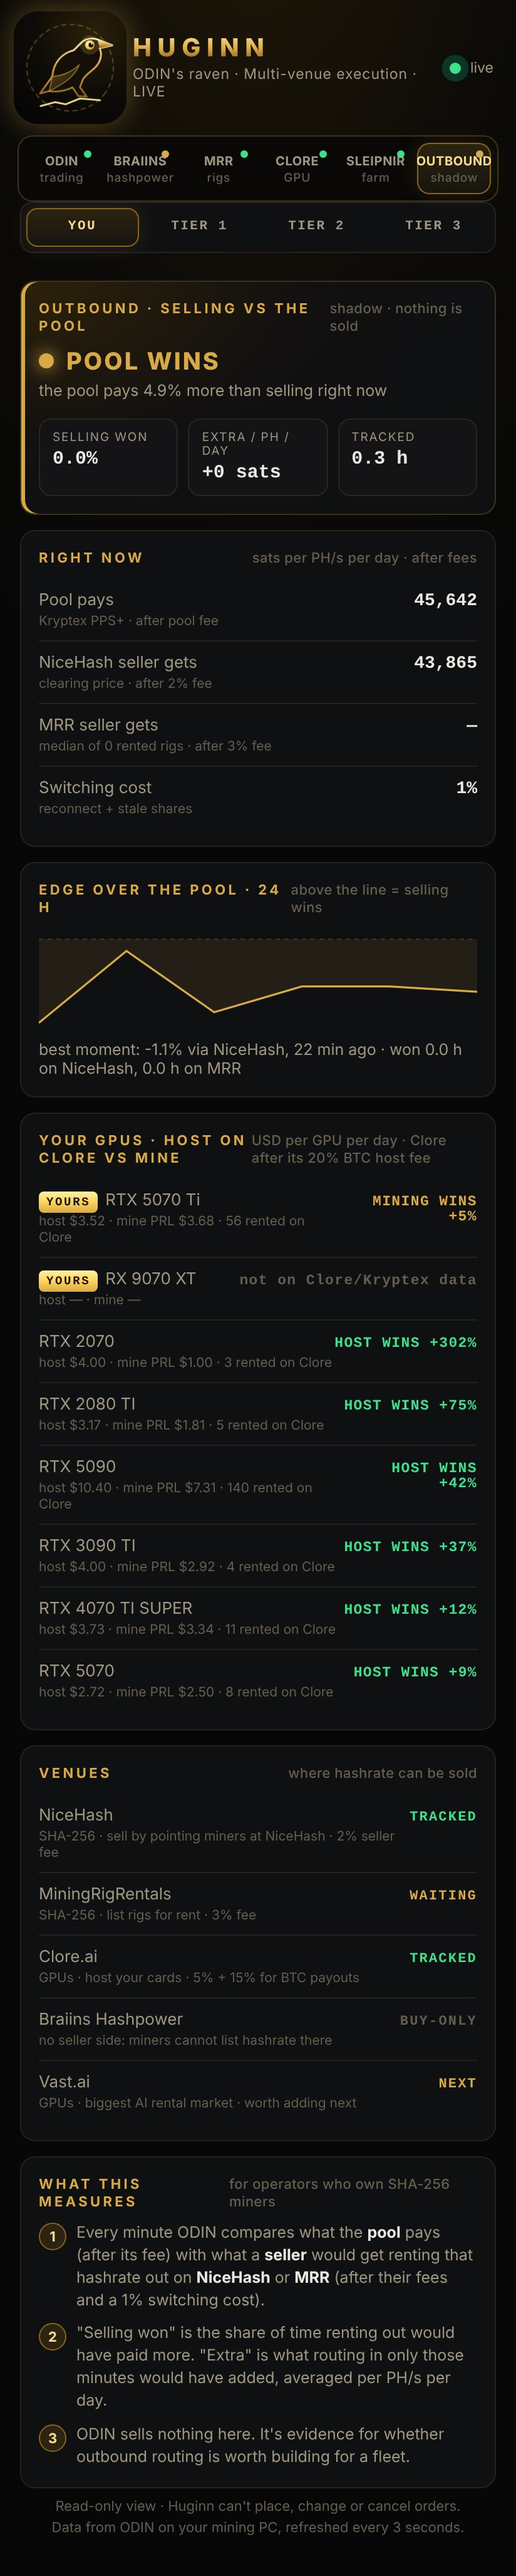 HUGINN
ODIN's raven · Multi-venue execution ·
LIVE
live
ODIN
trading
BRAIINS
hashpower
MRR
rigs
CLORE
GPU
SLEIPNIR
farm
OUTBOUND
shadow
YOU
TIER 1
TIER 2
TIER 3
OUTBOUND · SELLING VS THE
POOL
shadow · nothing is
sold
POOL WINS
the pool pays 4.9% more than selling right now
SELLING WON
0.0%
EXTRA / PH /
DAY
+0 sats
TRACKED
0.3 h
RIGHT NOW
sats per PH/s per day · after fees
Pool pays
45,642
Kryptex PPS+ · after pool fee
NiceHash seller gets
43,865
clearing price · after 2% fee
MRR seller gets
—
median of 0 rented rigs · after 3% fee
Switching cost
1%
reconnect + stale shares
EDGE OVER THE POOL · 24
H
above the line = selling
wins
best moment: -1.1% via NiceHash, 22 min ago · won 0.0 h
on NiceHash, 0.0 h on MRR
YOUR GPUS · HOST ON
CLORE VS MINE
USD per GPU per day · Clore
after its 20% BTC host fee
YOURS RTX 5070 Ti
MINING WINS
+5%
host $3.52 · mine PRL $3.68 · 56 rented on
Clore
YOURS RX 9070 XT
not on Clore/Kryptex data
host — · mine —
RTX 2070
HOST WINS +302%
host $4.00 · mine PRL $1.00 · 3 rented on Clore
RTX 2080 TI
HOST WINS +75%
host $3.17 · mine PRL $1.81 · 5 rented on Clore
RTX 5090
HOST WINS
+42%
host $10.40 · mine PRL $7.31 · 140 rented on
Clore
RTX 3090 TI
HOST WINS +37%
host $4.00 · mine PRL $2.92 · 4 rented on Clore
RTX 4070 TI SUPER
HOST WINS +12%
host $3.73 · mine PRL $3.34 · 11 rented on Clore
RTX 5070
HOST WINS +9%
host $2.72 · mine PRL $2.50 · 8 rented on Clore
VENUES
where hashrate can be sold
NiceHash
TRACKED
SHA-256 · sell by pointing miners at NiceHash · 2% seller
fee
MiningRigRentals
WAITING
SHA-256 · list rigs for rent · 3% fee
Clore.ai
TRACKED
GPUs · host your cards · 5% + 15% for BTC payouts
Braiins Hashpower
BUY-ONLY
no seller side: miners cannot list hashrate there
Vast.ai
NEXT
GPUs · biggest AI rental market · worth adding next
WHAT THIS
MEASURES
for operators who own SHA-256
miners
1 Every minute ODIN compares what the pool pays
(after its fee) with what a seller would get renting that
hashrate out on NiceHash or MRR (after their fees
and a 1% switching cost).
2 "Selling won" is the share of time renting out would
have paid more. "Extra" is what routing in only those
minutes would have added, averaged per PH/s per
day.
3 ODIN sells nothing here. It's evidence for whether
outbound routing is worth building for a fleet.
Read-only view · Huginn can't place, change or cancel orders.
Data from ODIN on your mining PC, refreshed every 3 seconds.